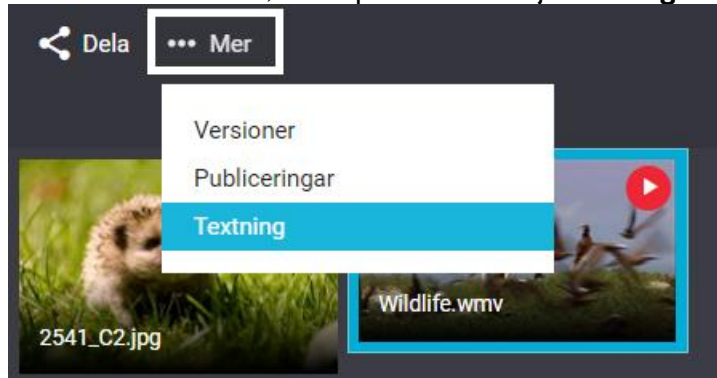 Dela ••• Mer
Versioner
Publiceringar
Textning
Wildlife.wmv
2541_C2.jpg